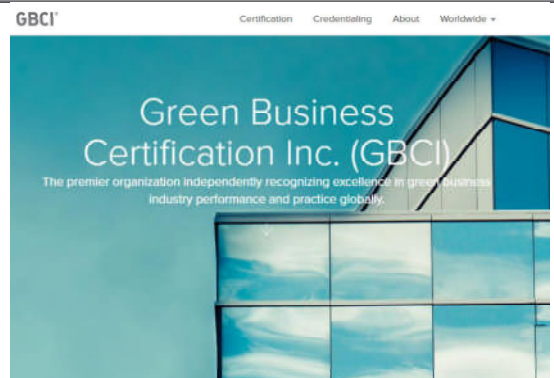 GBCI®
Certification Credentialing About Worldwide
Green Business
Certification Inc. (GBCI)
The premier organization independently recognizing excellence in green business
industry performance and practice globally.